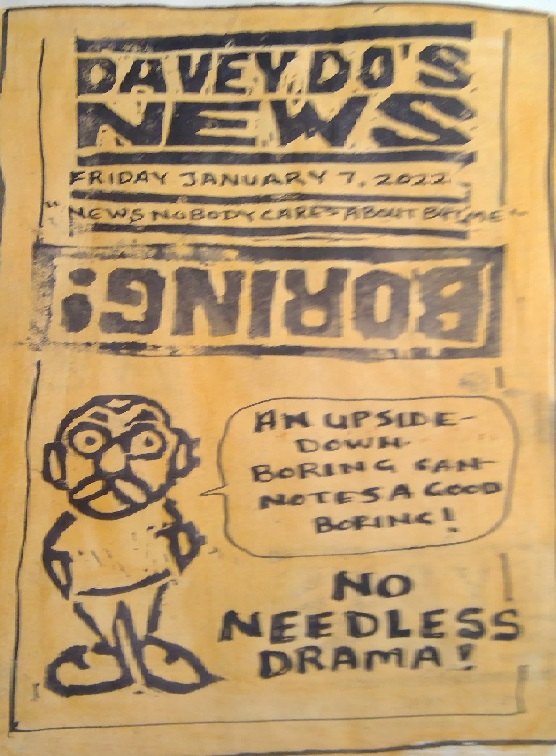 DAVEY DO'S
NEWS
FRIDAY JANUARY 7, 2022
"NEWS NOBODY CARES ABOUT BUT ME"
BORING!
AN UPSIDE-
DOWN
BORING CAN-
NOTES A GOOD
BORING!
NO
NEEDLESS
DRAMA!